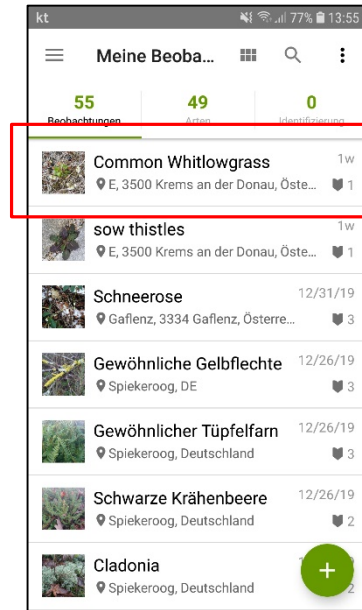 kt 77% 13:55
Meine Beoba...
55 49 0
Beobachtungen Arten Identifizierung
Common Whitlowgrass 1w
E, 3500 Krems an der Donau, Öste... 1
sow thistles 1w
E, 3500 Krems an der Donau, Öste... 1
Schneerose 12/31/19
Gaflenz, 3334 Gaflenz, Österre... 3
Gewöhnliche Gelbflechte 12/26/19
Spiekeroog, DE 3
Gewöhnlicher Tüpfelfarn 12/26/19
Spiekeroog, Deutschland 3
Schwarze Krähenbeere 12/26/19
Spiekeroog, Deutschland 2
Cladonia
Spiekeroog, Deutschland 2